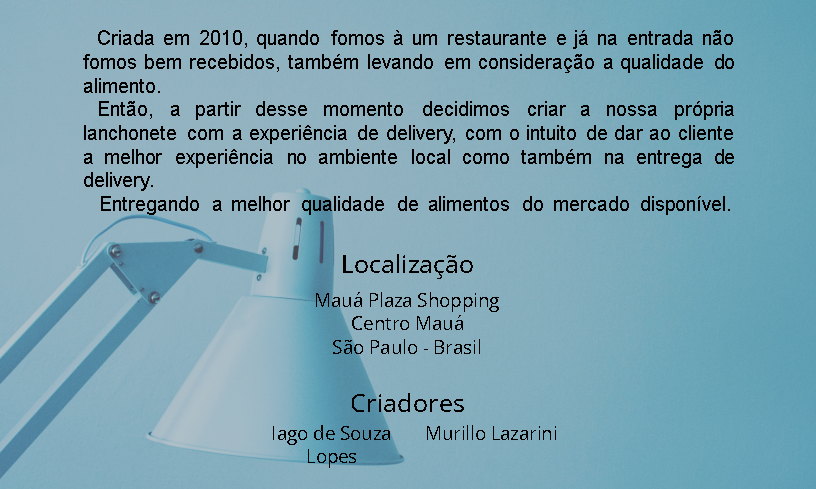 Criada em 2010, quando fomos à um restaurante e já na entrada não
fomos bem recebidos, também levando em consideração a qualidade do
alimento.
Então, a partir desse momento decidimos criar a nossa própria
lanchonete com a experiência de delivery, com o intuito de dar ao cliente
a melhor experiência no ambiente local como também na entrega de
delivery.
Entregando a melhor qualidade de alimentos do mercado disponível.
Localização
Mauá Plaza Shopping
Centro Mauá
São Paulo - Brasil
Criadores
Iago de Souza Murillo Lazarini
Lopes